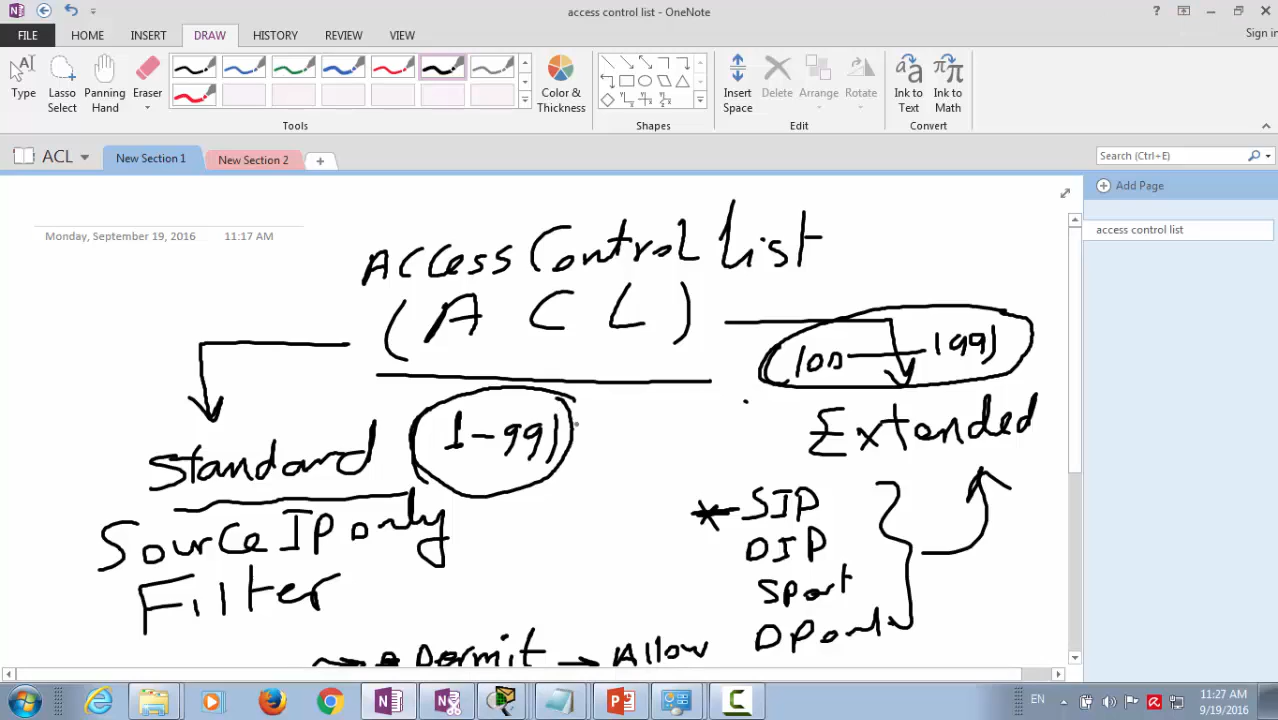 access control list - OneNote
?
Sign in
FILE
HOME
INSERT
DRAW
HISTORY
REVIEW
VIEW
Type
Lasso Select
Panning Hand
Eraser
Color & Thickness
Insert Space
Delete
Arrange
Rotate
Ink to Text
Ink to Math
Tools
Shapes
Edit
Convert
ACL
New Section 1
New Section 2
+
Search (Ctrl+E)
Add Page
access control list
Monday, September 19, 2016 11:17 AM
Access Control List
(ACL)
100 — 199)
Standard (1-99)
Extended
Source IP only
Filter
SIP
DIP
SPort
DPort
Permit → Allow
EN
11:27 AM
9/19/2016